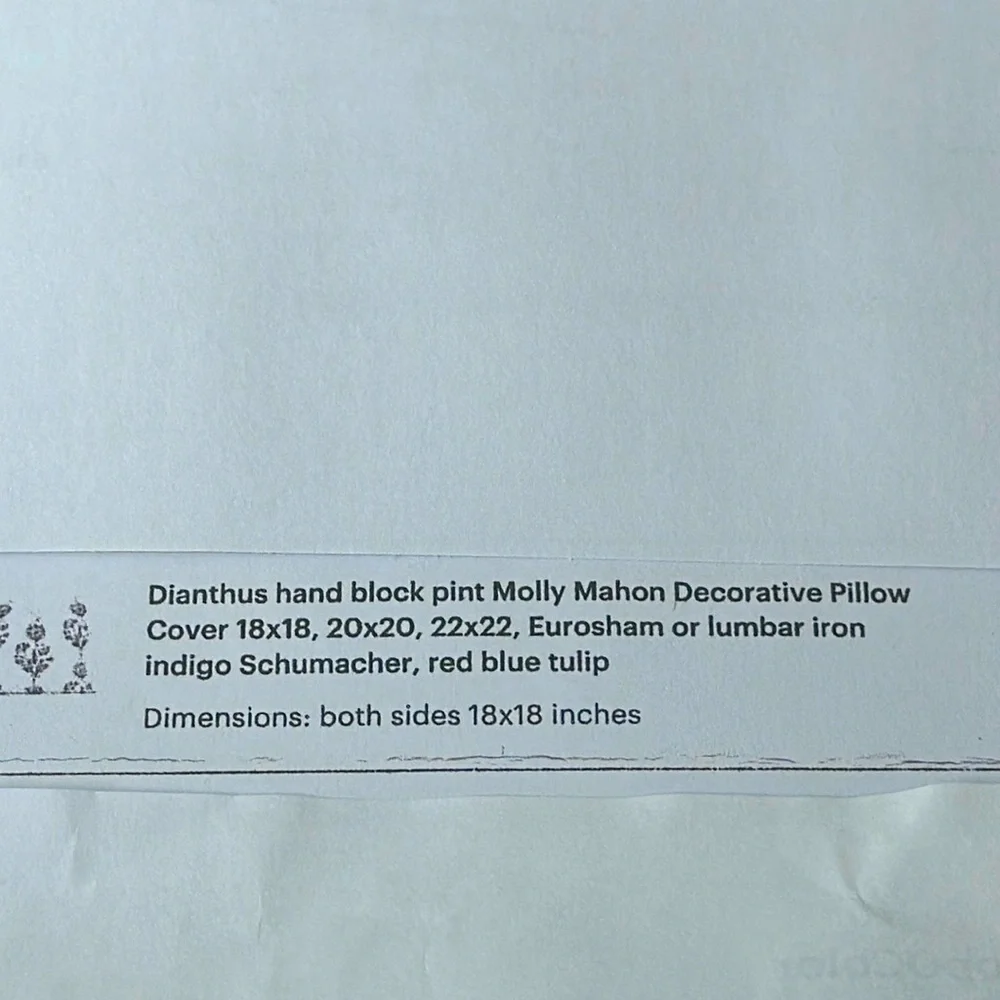 Dianthus hand block pint Molly Mahon Decorative Pillow
Cover 18x18, 20x20, 22x22, Eurosham or lumbar iron
indigo Schumacher, red blue tulip
Dimensions: both sides 18x18 inches